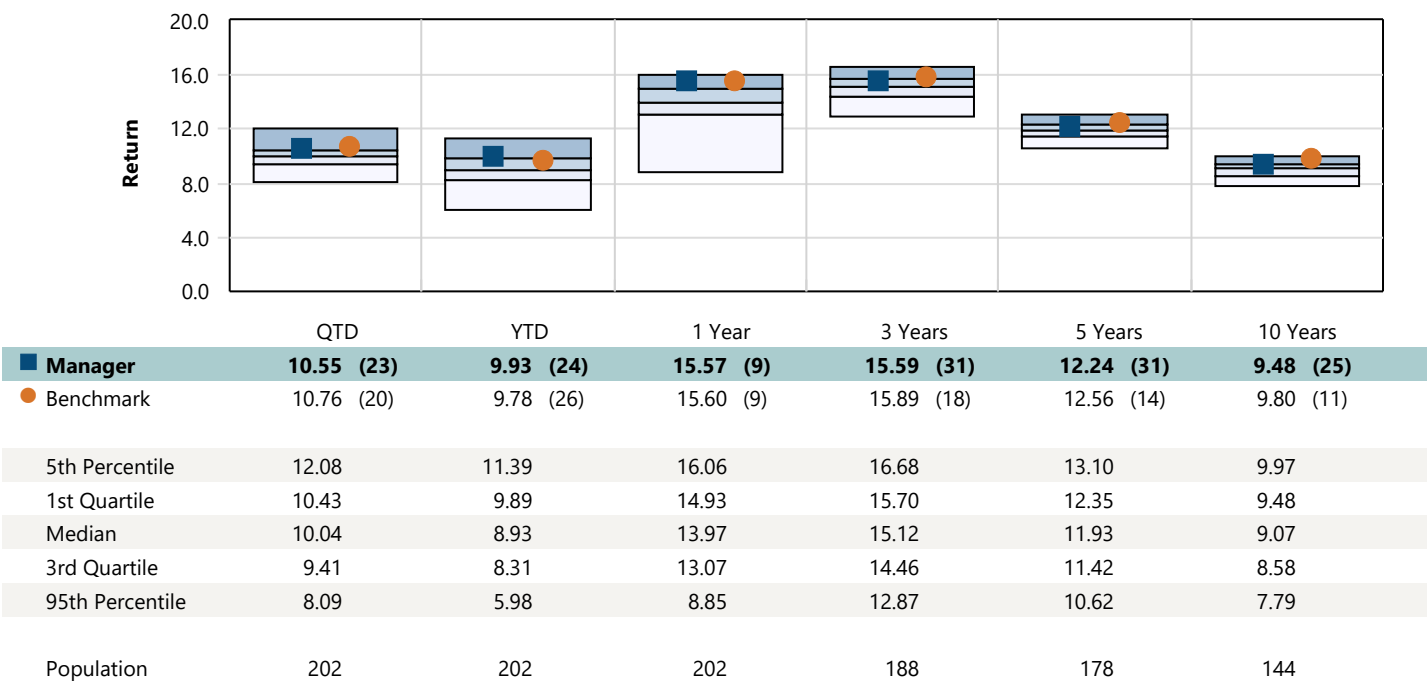 20.0
16.0
12.0
8.0
4.0
0.0
Return
QTD YTD 1 Year 3 Years 5 Years 10 Years
Manager 10.55 (23) 9.93 (24) 15.57 (9) 15.59 (31) 12.24 (31) 9.48 (25)
Benchmark 10.76 (20) 9.78 (26) 15.60 (9) 15.89 (18) 12.56 (14) 9.80 (11)
5th Percentile 12.08 11.39 16.06 16.68 13.10 9.97
1st Quartile 10.43 9.89 14.93 15.70 12.35 9.48
Median 10.04 8.93 13.97 15.12 11.93 9.07
3rd Quartile 9.41 8.31 13.07 14.46 11.42 8.58
95th Percentile 8.09 5.98 8.85 12.87 10.62 7.79
Population 202 202 202 188 178 144